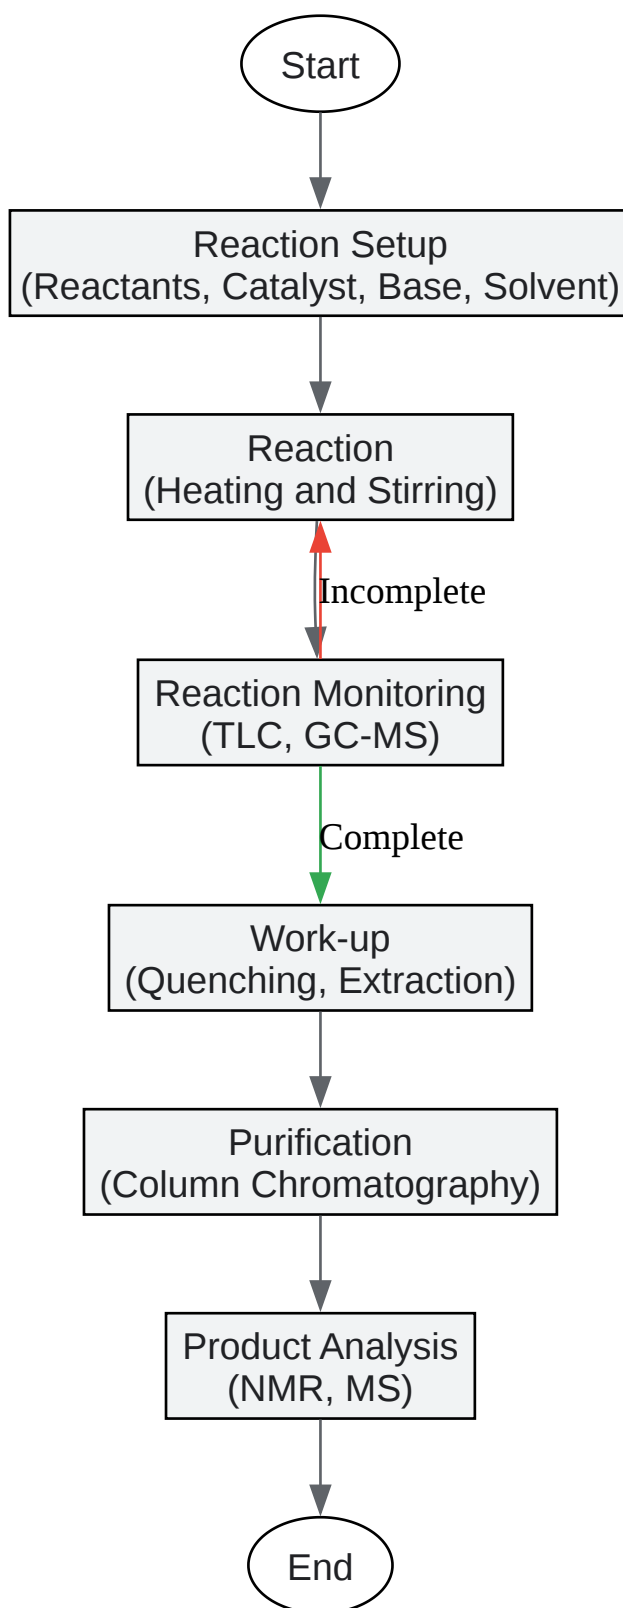 Start
Reaction Setup
(Reactants, Catalyst, Base, Solvent)
Reaction
(Heating and Stirring)
Incomplete
Reaction Monitoring
(TLC, GC-MS)
Complete
Work-up
(Quenching, Extraction)
Purification
(Column Chromatography)
Product Analysis
(NMR, MS)
End